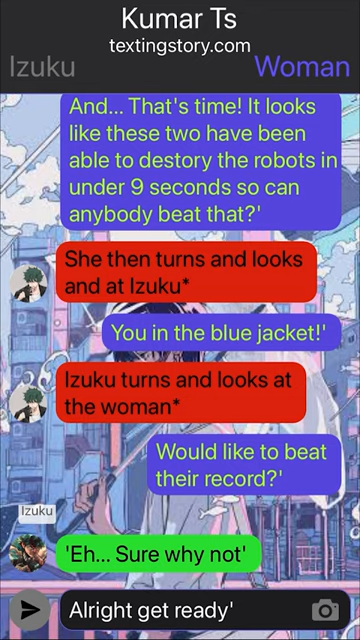 Kumar Ts
textingstory.com
Izuku
Woman
And... That's time! It looks
like these two have been
able to destory the robots in
under 9 seconds so can
anybody beat that?'
She then turns and looks
and at Izuku*
You in the blue jacket!'
Izuku turns and looks at
the woman*
Would like to beat
their record?'
Izuku
'Eh... Sure why not'
Alright get ready'